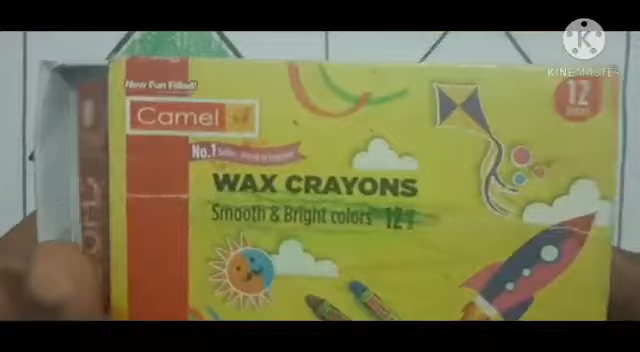 K
KINEMASTER
New Fun Filled!
Camel
12
No.1
WAX CRAYONS
Smooth & Bright colors 12